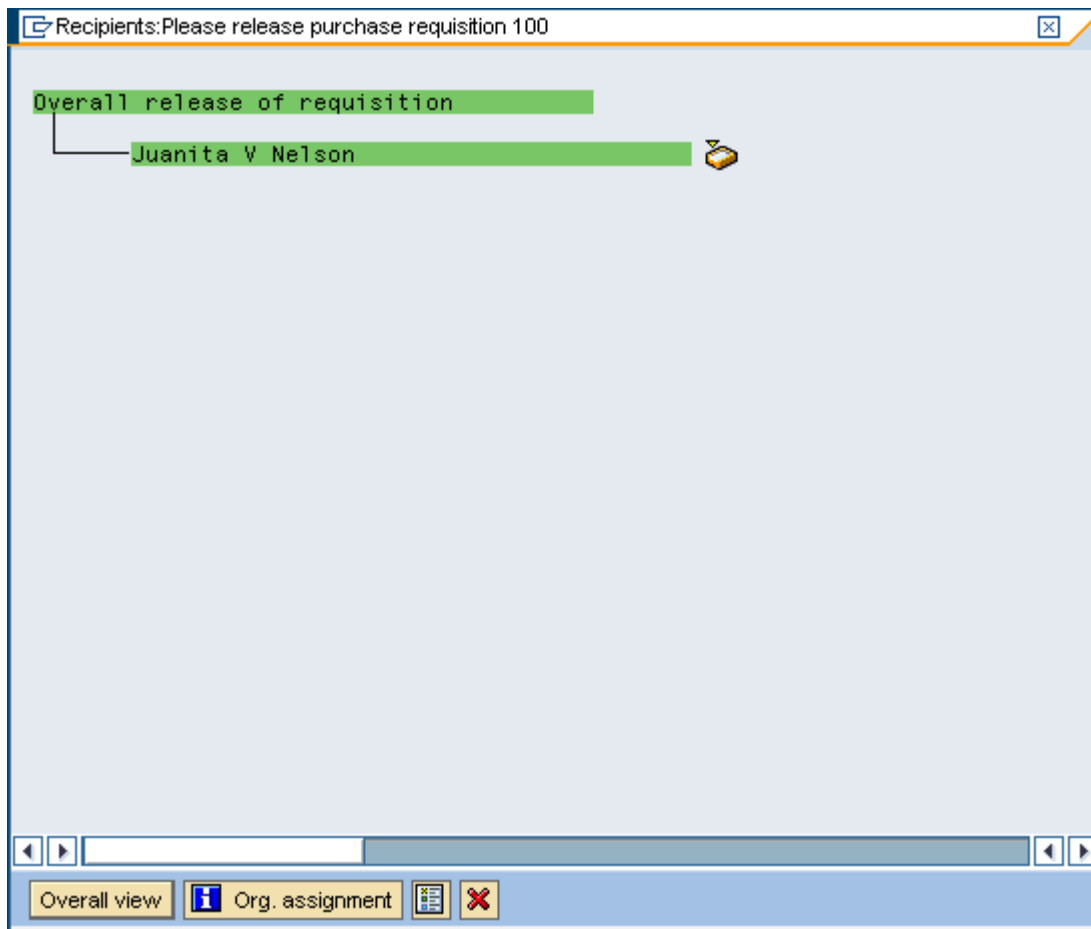 Recipients:Please release purchase requisition 100
Overall release of requisition
Juanita V Nelson
Overall view Org. assignment